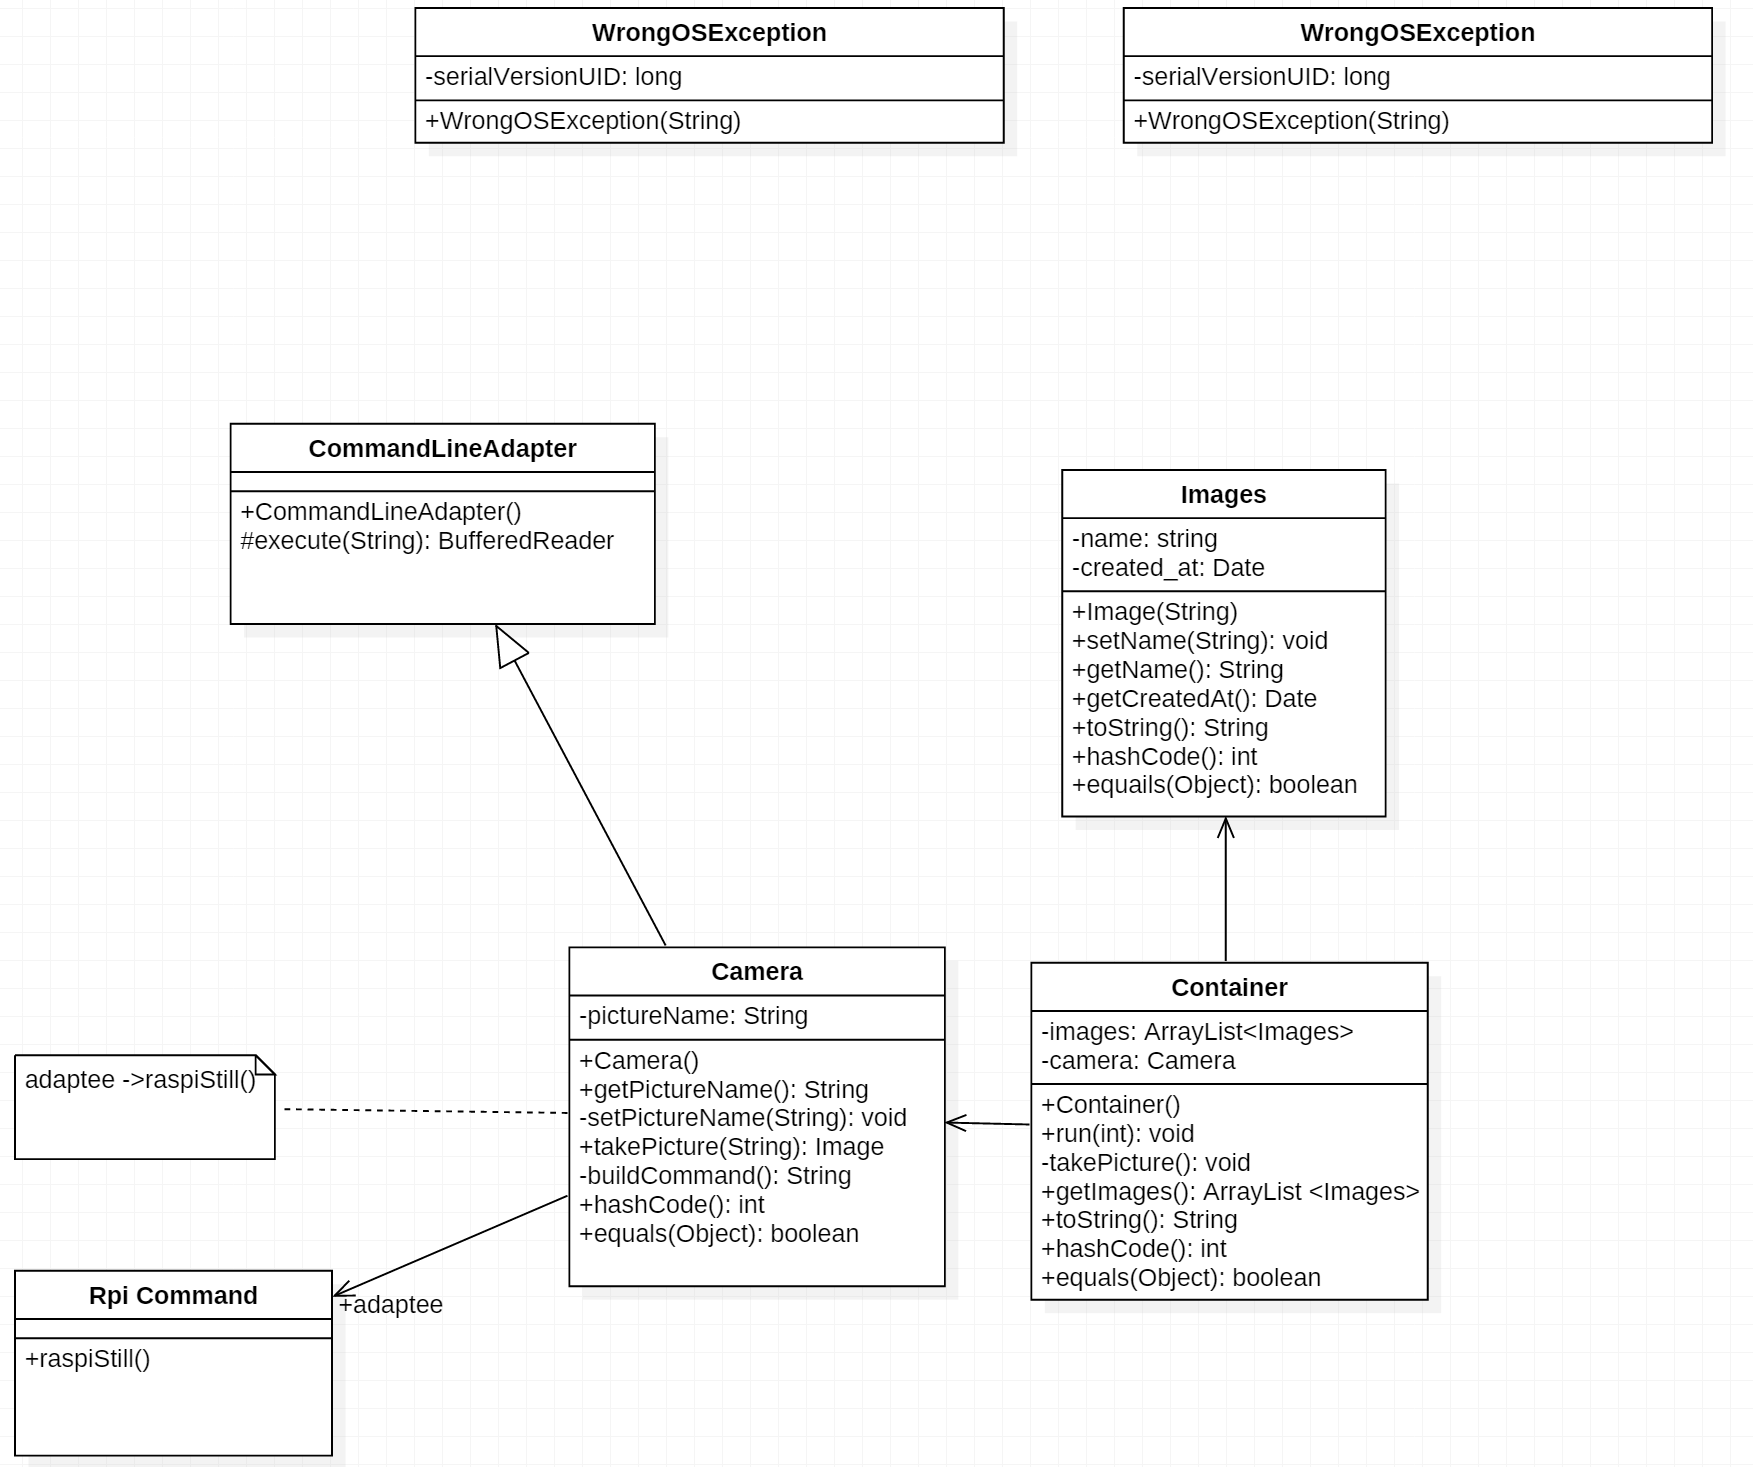 WrongOSException
-serialVersionUID: long
+WrongOSException(String)
WrongOSException
-serialVersionUID: long
+WrongOSException(String)
CommandLineAdapter
+CommandLineAdapter()
#execute(String): BufferedReader
Images
-name: string
-created_at: Date
+Image(String)
+setName(String): void
+getName(): String
+getCreatedAt(): Date
+toString(): String
+hashCode(): int
+equails(Object): boolean
Camera
-pictureName: String
+Camera()
+getPictureName(): String
-setPictureName(String): void
+takePicture(String): Image
-buildCommand(): String
+hashCode(): int
+equals(Object): boolean
Container
-images: ArrayList<Images>
-camera: Camera
+Container()
+run(int): void
-takePicture(): void
+getImages(): ArrayList <Images>
+toString(): String
+hashCode(): int
+equals(Object): boolean
adaptee ->raspiStill()
Rpi Command
+raspiStill()
+adaptee